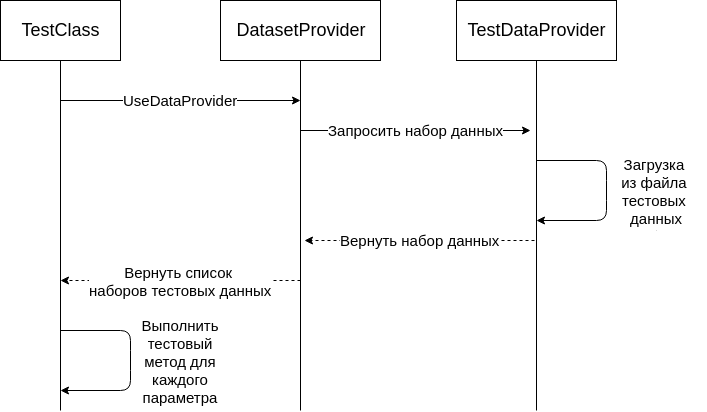 TestClass
DatasetProvider
TestDataProvider
UseDataProvider
Запросить набор данных
Загрузка
из файла
тестовых
данных
Вернуть набор данных
Вернуть список
наборов тестовых данных
Выполнить
тестовый
метод для
каждого
параметра